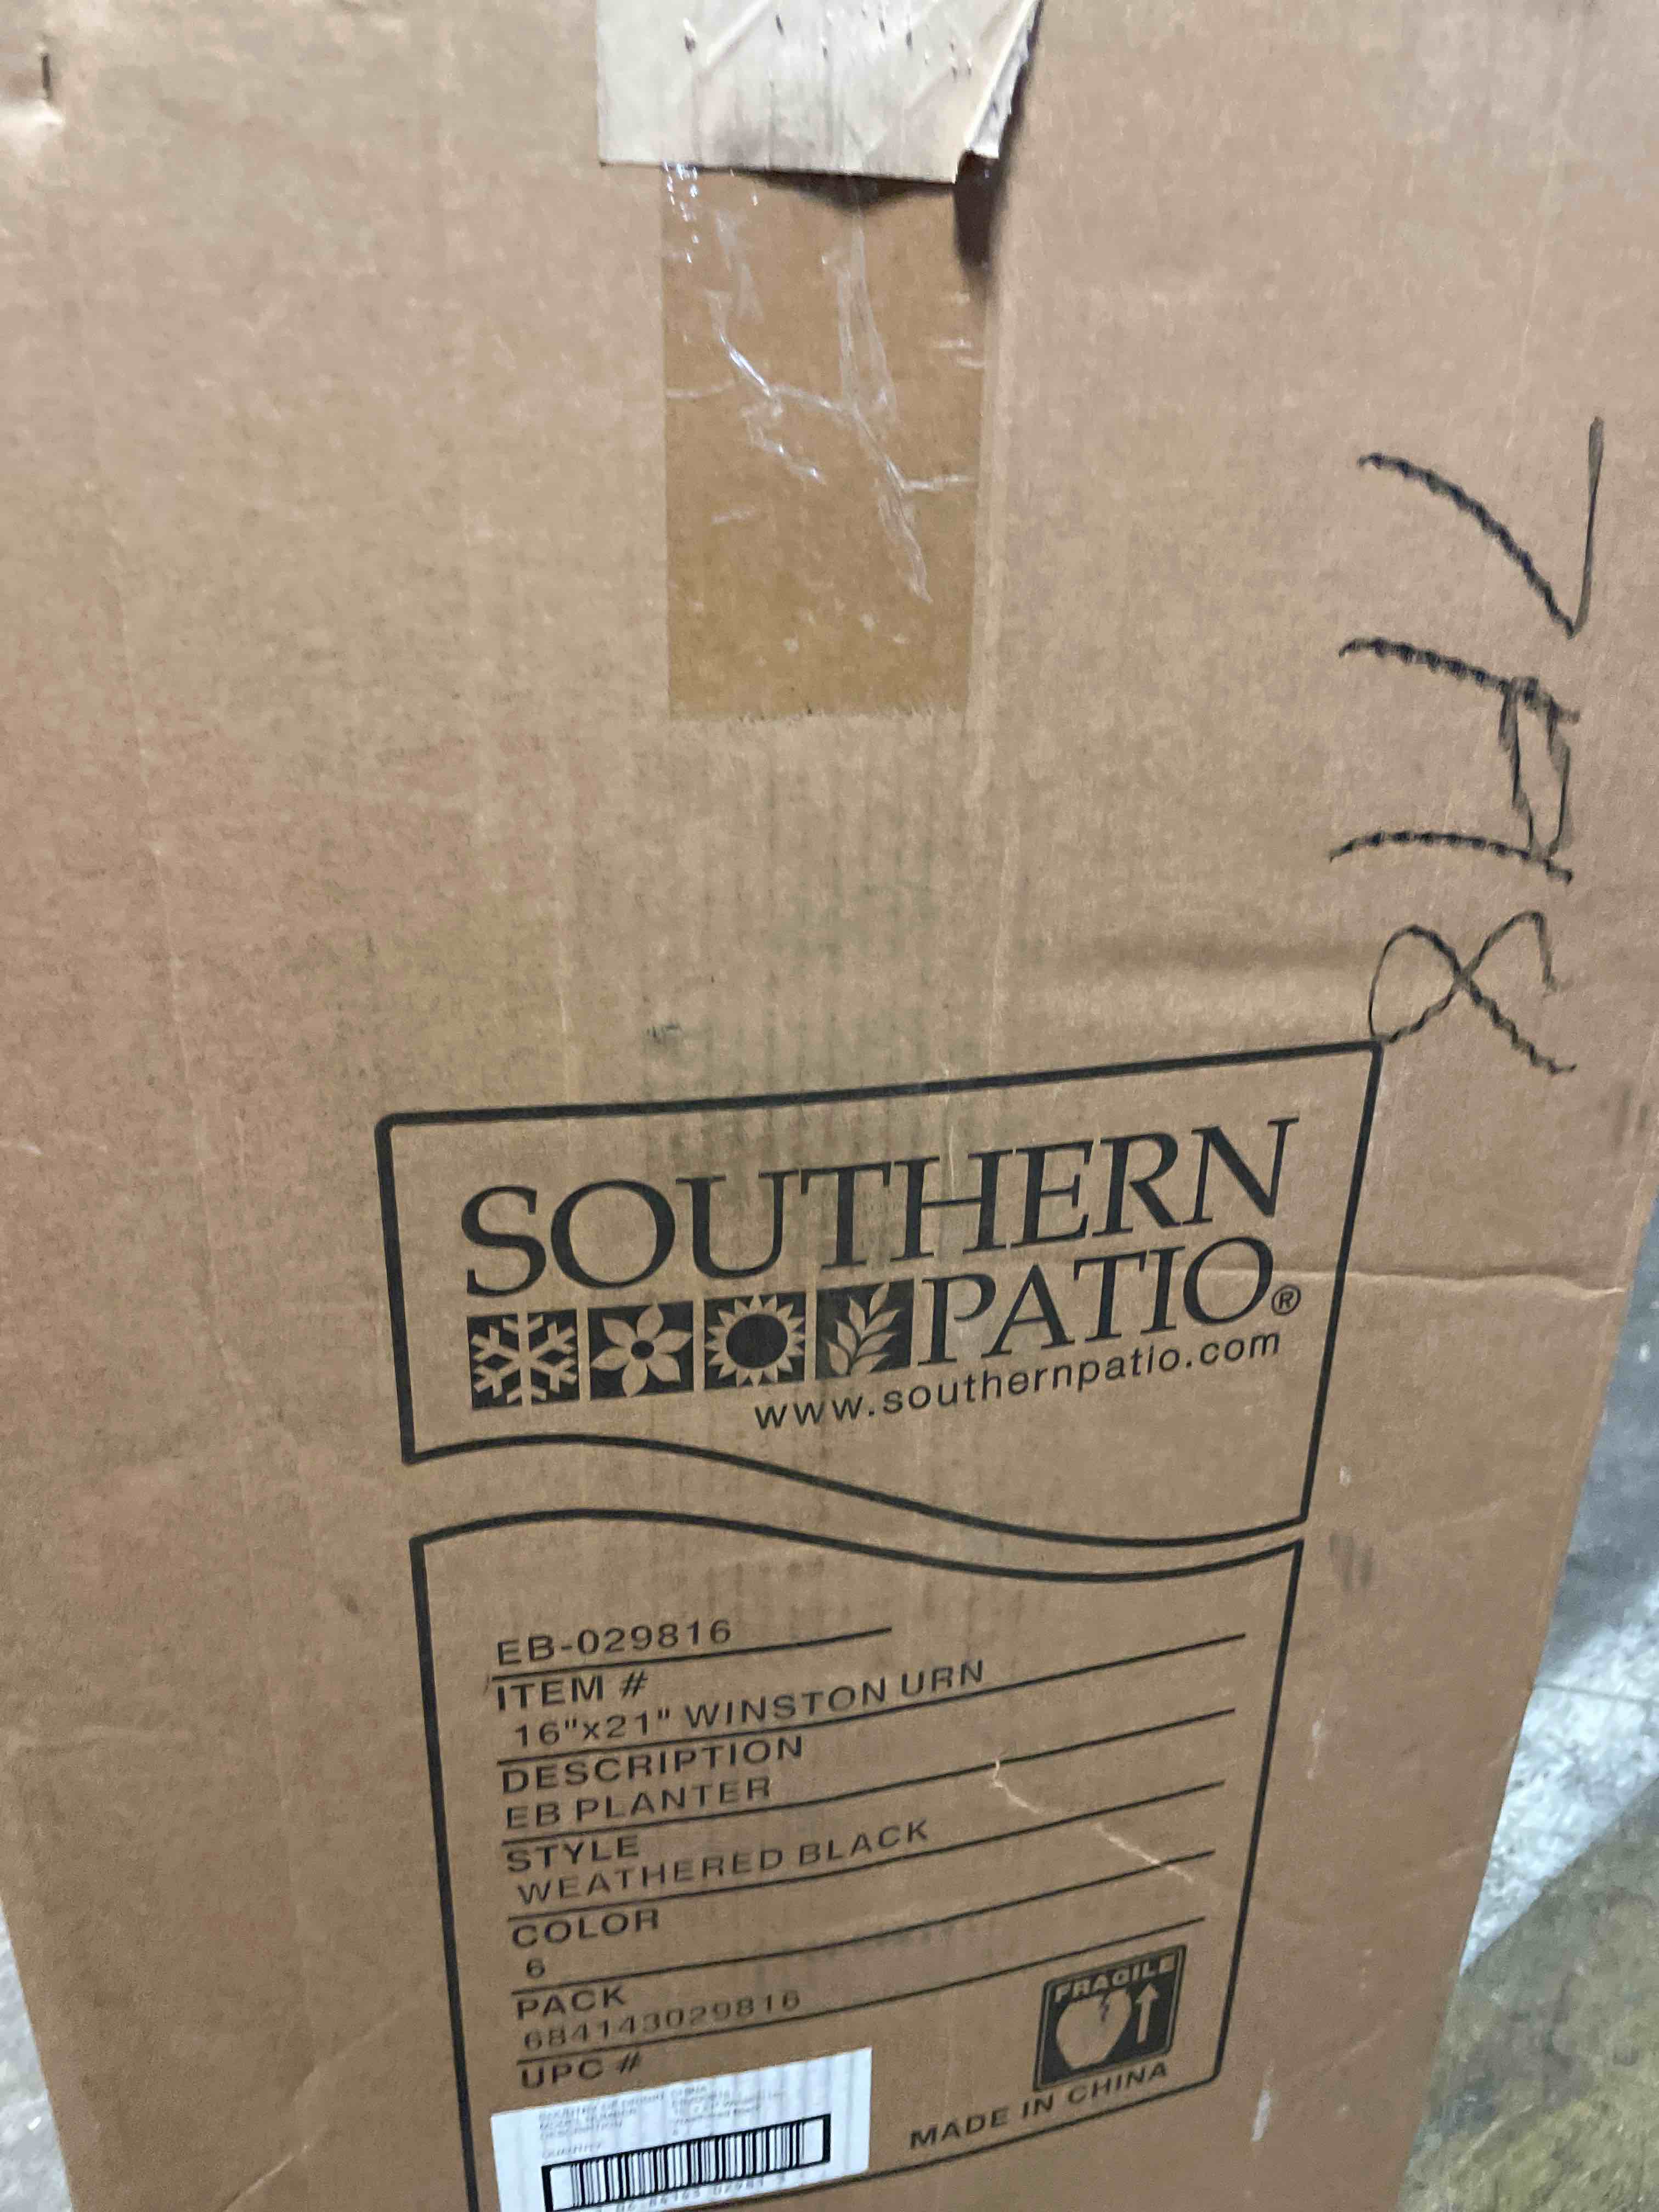 SOUTHERN
PATIO®
www.southernpatio.com
EB-029816
ITEM #
16"x21" WINSTON URN
DESCRIPTION
EB PLANTER
STYLE
WEATHERED BLACK
COLOR
6
PACK
684143029816
UPC #
FRAGILE
MADE IN CHINA